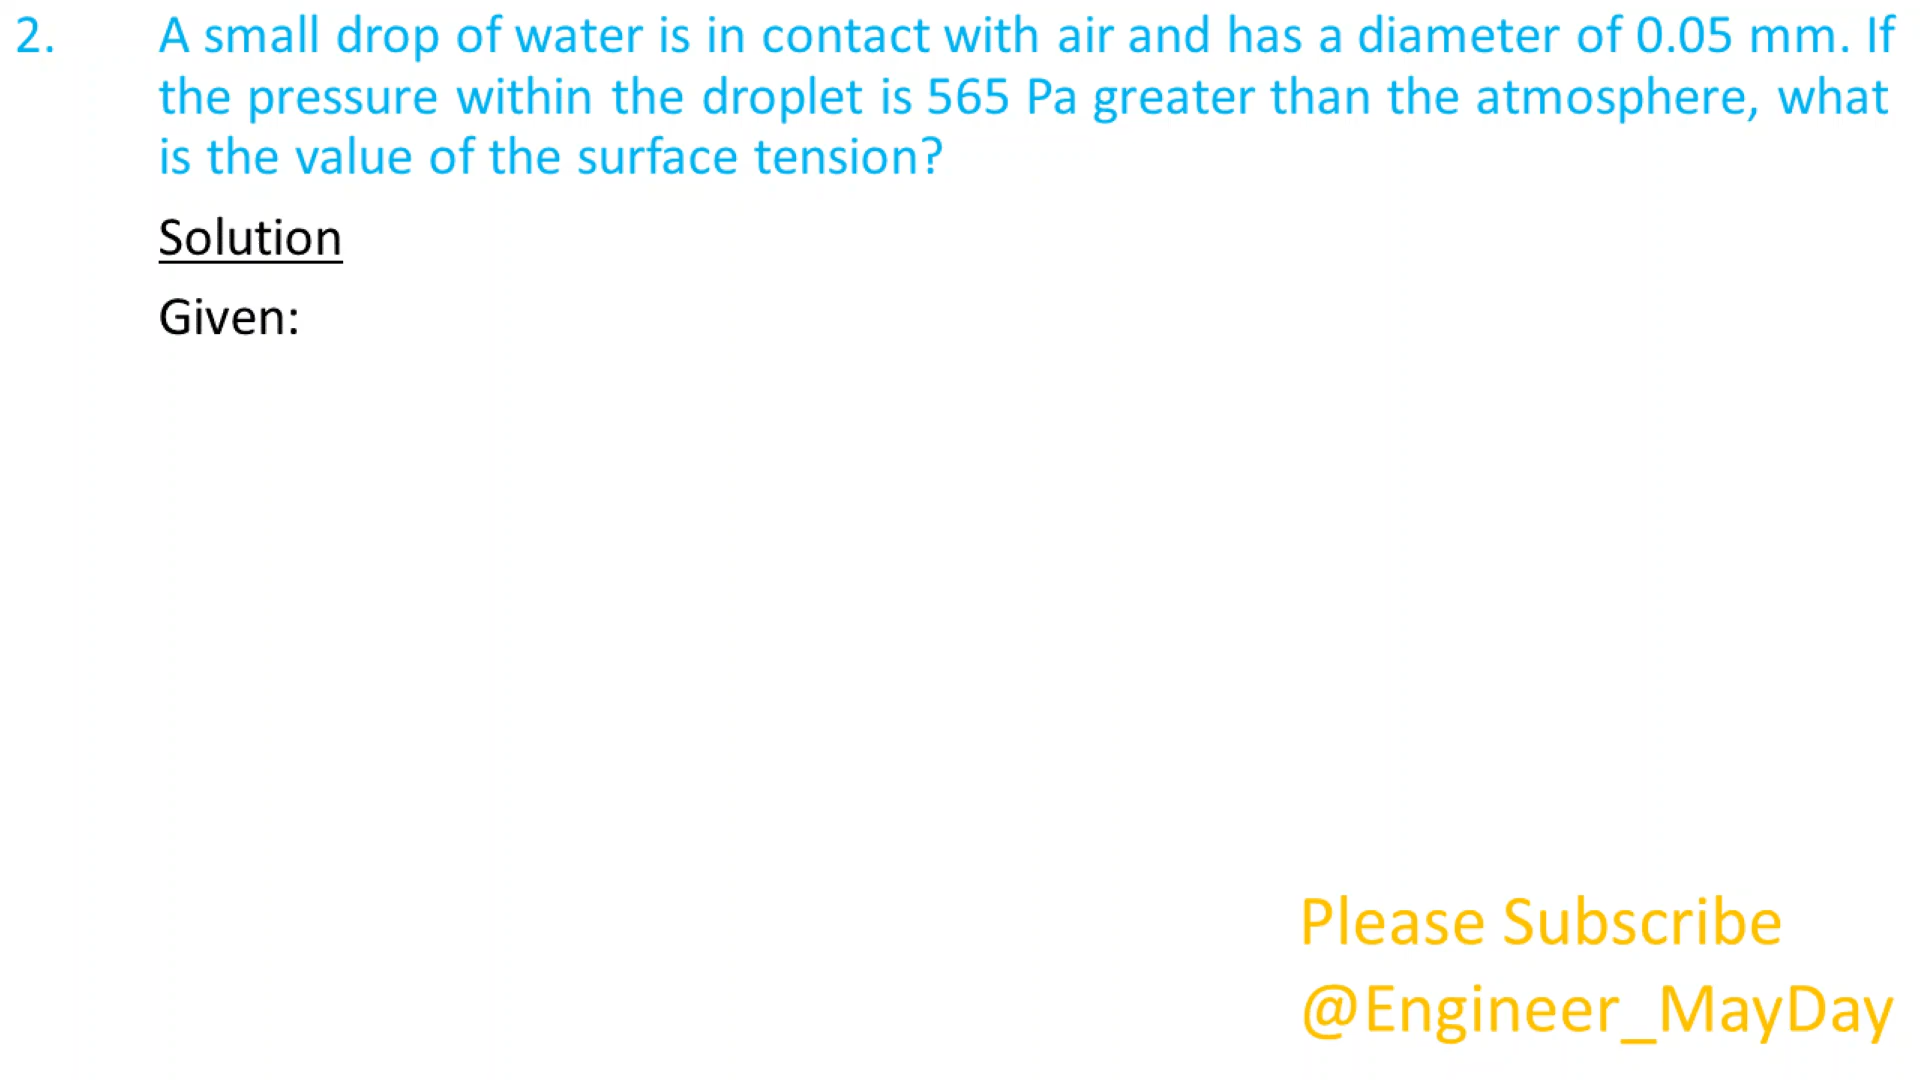 2. A small drop of water is in contact with air and has a diameter of 0.05 mm. If
the pressure within the droplet is 565 Pa greater than the atmosphere, what
is the value of the surface tension?
Solution
Given:
Please Subscribe
@Engineer_MayDay